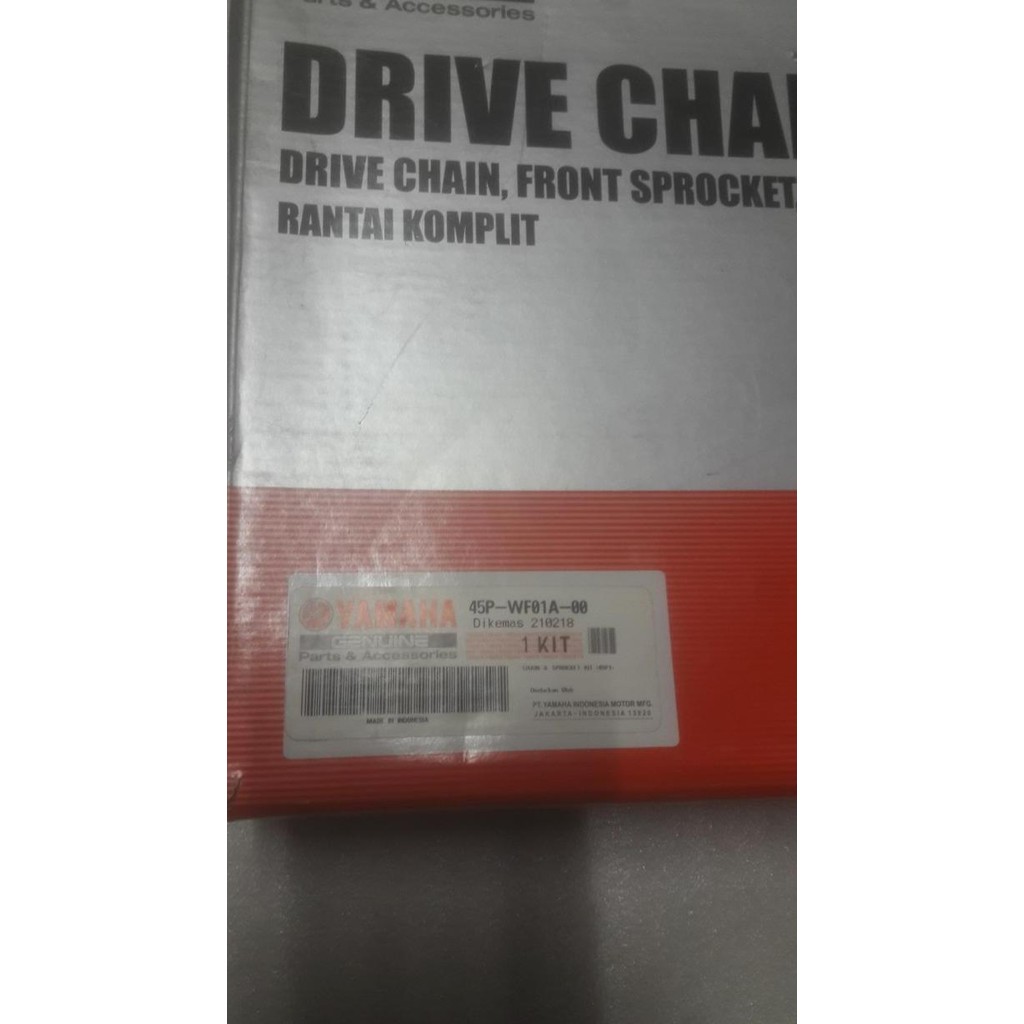 Parts & Accessories
DRIVE CHAI
DRIVE CHAIN, FRONT SPROCKET,
RANTAI KOMPLIT
YAMAHA
GENUINE
Parts & Accessories
45P-WF01A-00
Dikemas 210218
1 KIT
PT. YAMAHA INDONESIA MOTOR MFG.
JAKARTA-INDONESIA 13920
MADE IN INDONESIA